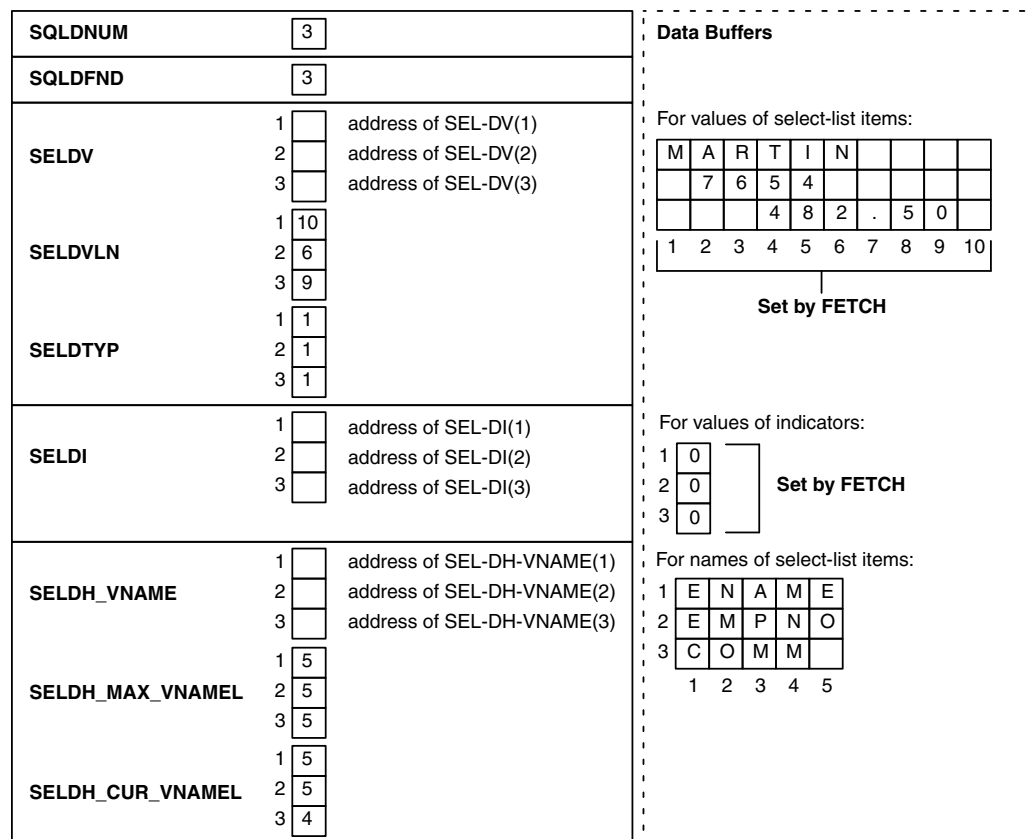 SQLDNUM 3
SQLDFND 3
SELDV
1 address of SEL-DV(1)
2 address of SEL-DV(2)
3 address of SEL-DV(3)
SELDVLN
1 10
2 6
3 9
SELDTYP
1 1
2 1
3 1
SELDI
1 address of SEL-DI(1)
2 address of SEL-DI(2)
3 address of SEL-DI(3)
SELDH_VNAME
1 address of SEL-DH-VNAME(1)
2 address of SEL-DH-VNAME(2)
3 address of SEL-DH-VNAME(3)
SELDH_MAX_VNAMEL
1 5
2 5
3 5
SELDH_CUR_VNAMEL
1 5
2 5
3 4
Data Buffers
For values of select-list items:
M A R T I N
7 6 5 4
4 8 2 . 5 0
1 2 3 4 5 6 7 8 9 10
Set by FETCH
For values of indicators:
1 0
2 0
3 0
Set by FETCH
For names of select-list items:
1 E N A M E
2 E M P N O
3 C O M M
1 2 3 4 5